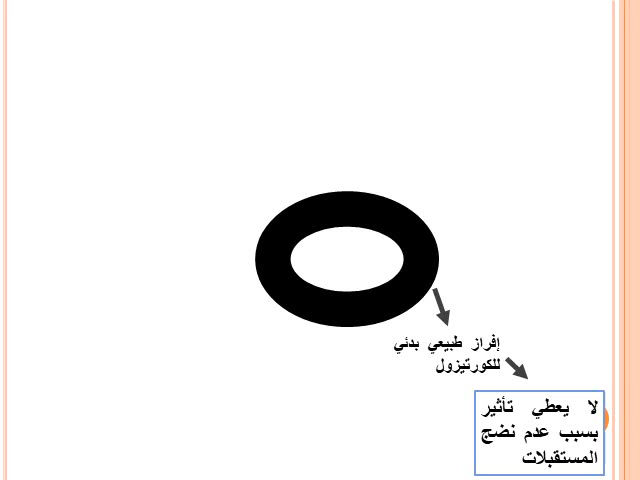 إفراز طبيعي بدئي
للكورتيزول
لا يعطي تأثير
بسبب عدم نضج
المستقبلات